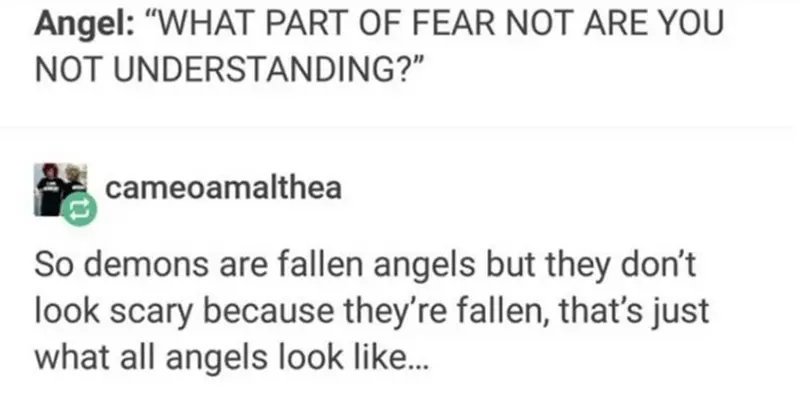 Angel: “WHAT PART OF FEAR NOT ARE YOU
NOT UNDERSTANDING?”
cameoamalthea
So demons are fallen angels but they don’t
look scary because they’re fallen, that’s just
what all angels look like...